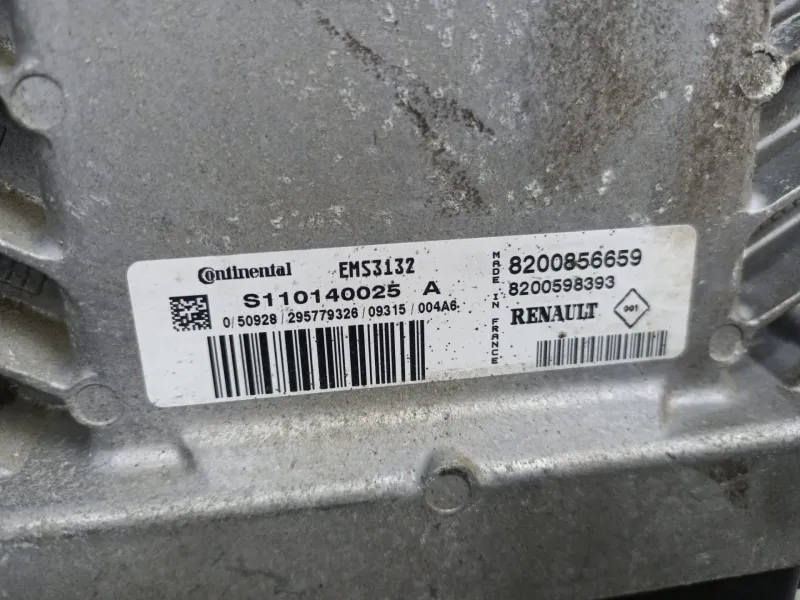 Continental EMS3132
S110140025 A
0/50928/295779326/09315/004A6
MADE IN FRANCE
8200856659
8200598393
RENAULT 001